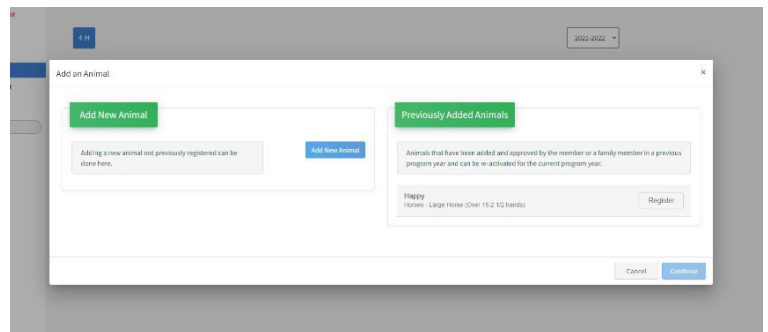 4 H
2021-2022
Add an Animal
×
Add New Animal
Adding a new animal not previously registered can be
done here.
Add New Animal
Previously Added Animals
Animals that have been added and approved by the member or a family member in a previous
program year and can be re-activated for the current program year.
Happy
Horses - Large Horse (Over 15.2 1/2 hands)
Register
Cancel
Continue